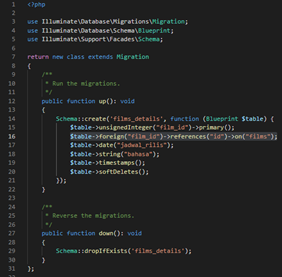 1 <?php
2
3 use Illuminate\Database\Migrations\Migration;
4 use Illuminate\Database\Schema\Blueprint;
5 use Illuminate\Support\Facades\Schema;
6
7 return new class extends Migration
8 {
9 /**
10 * Run the migrations.
11 */
12 public function up(): void
13 {
14 Schema::create('films_details', function (Blueprint $table) {
15 $table->unsignedInteger("film_id")->primary();
16 $table->foreign("film_id")->references("id")->on("films");
17 $table->date("jadwal_rills");
18 $table->string("bahasa");
19 $table->timestamps();
20 $table->softDeletes();
21 });
22 }
23
24 /**
25 * Reverse the migrations.
26 */
27 public function down(): void
28 {
29 Schema::dropIfExists('films_details');
30 }
31 };